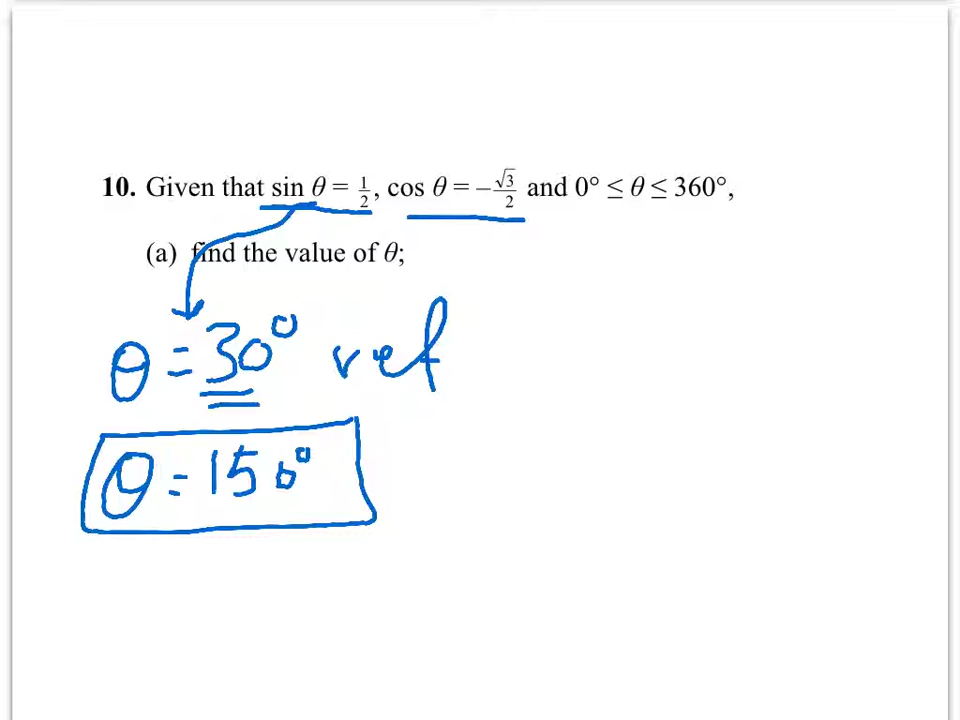 10. Given that sin θ = 1/2, cos θ = –√3/2 and 0° ≤ θ ≤ 360°,
(a) find the value of θ;
θ = 30° ref
θ = 150°